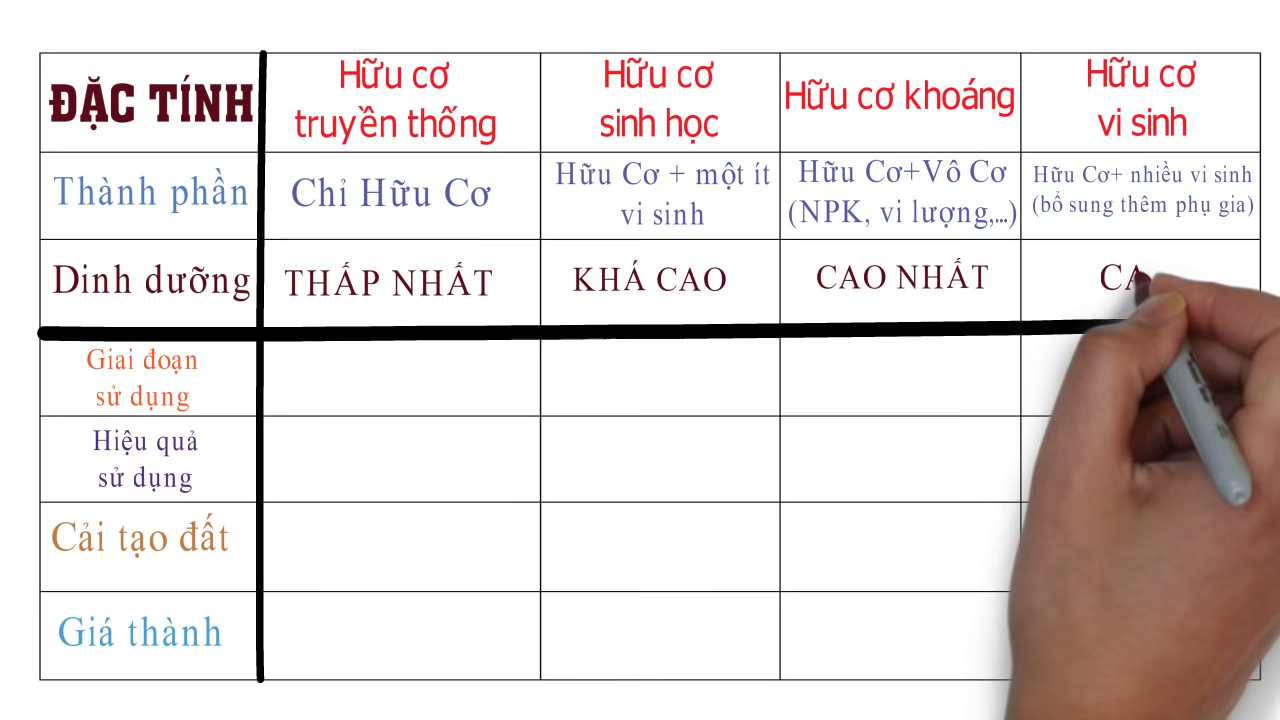 ĐẶC TÍNH
Hữu cơ
truyền thống
Hữu cơ
sinh học
Hữu cơ khoáng
Hữu cơ
vi sinh
Thành phần
Chỉ Hữu Cơ
Hữu Cơ + một ít
vi sinh
Hữu Cơ+Vô Cơ
(NPK, vi lượng,...)
Hữu Cơ+ nhiều vi sinh
(bổ sung thêm phụ gia)
Dinh dưỡng
THẤP NHẤT
KHÁ CAO
CAO NHẤT
CA
Giai đoạn
sử dụng
Hiệu quả
sử dụng
Cải tạo đất
Giá thành